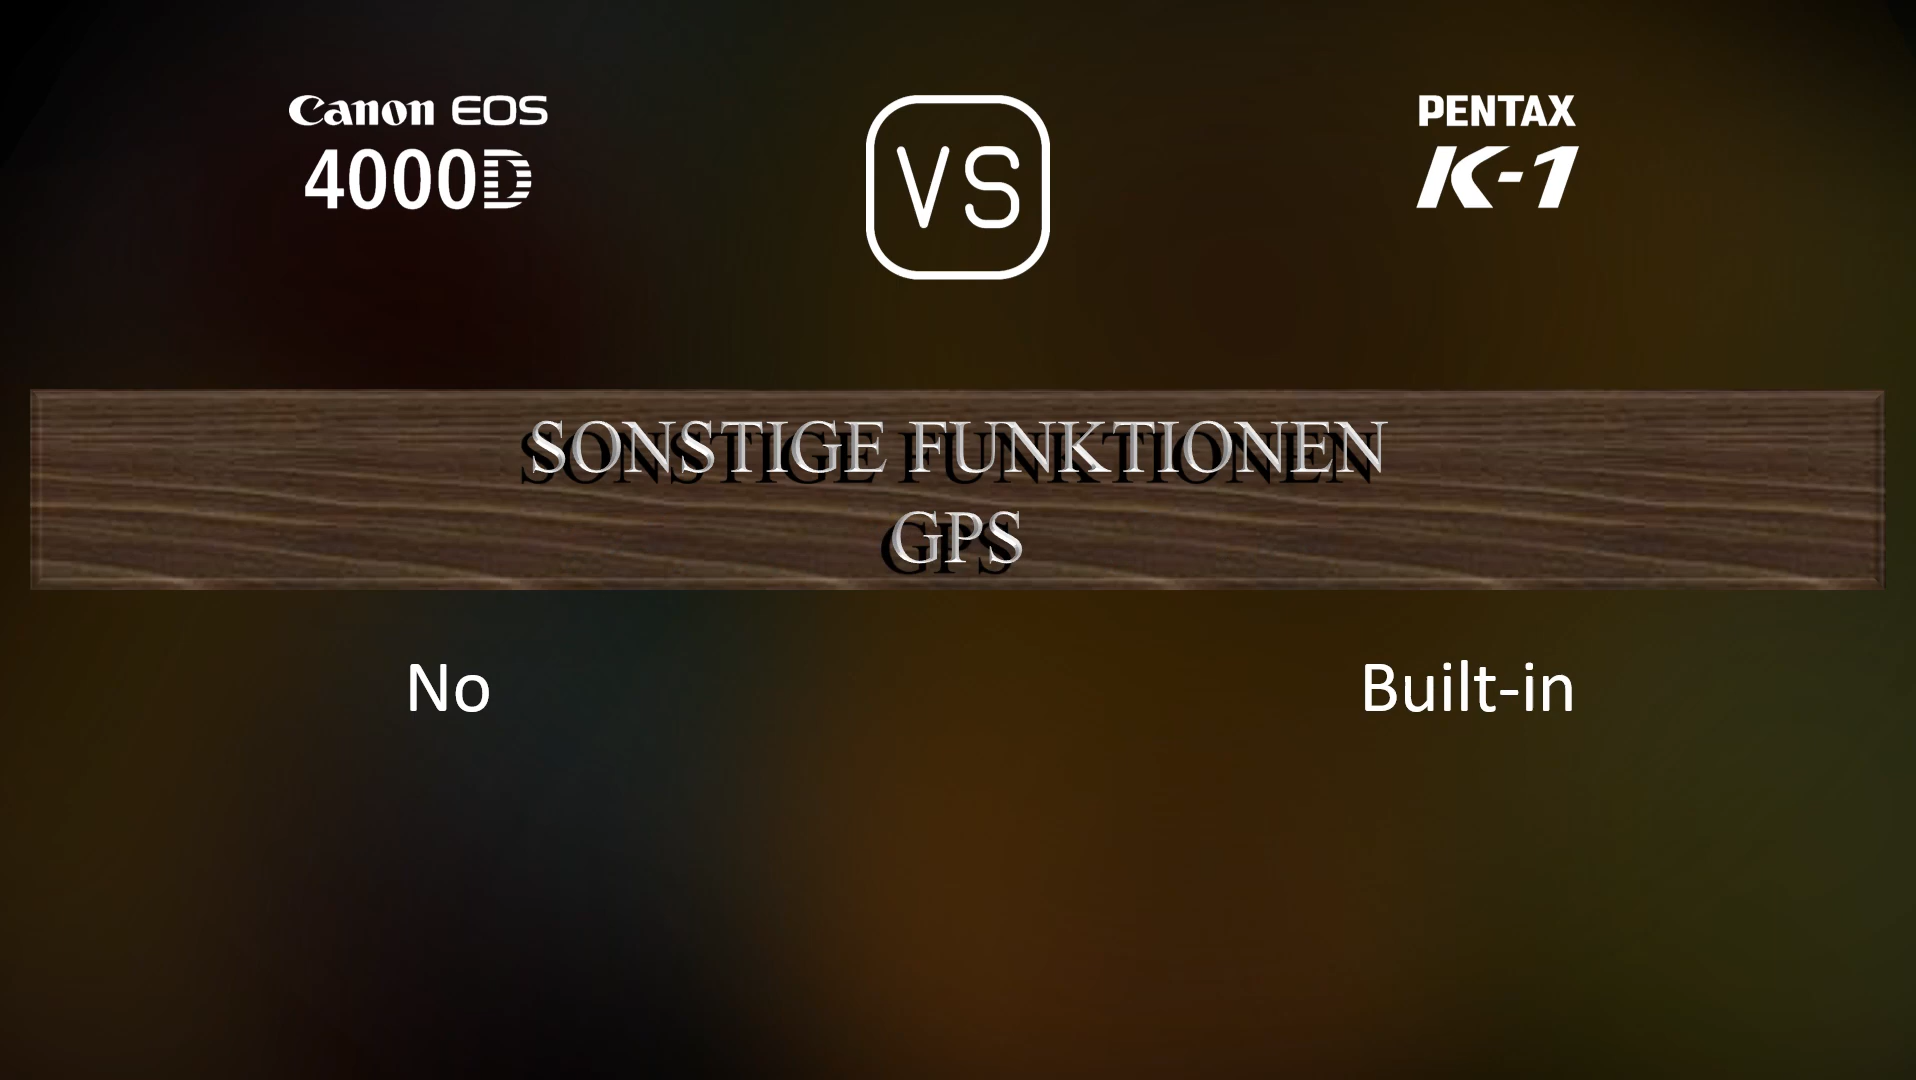 Canon EOS
4000D
VS
PENTAX
K-1
SONSTIGE FUNKTIONEN
GPS
No
Built-in